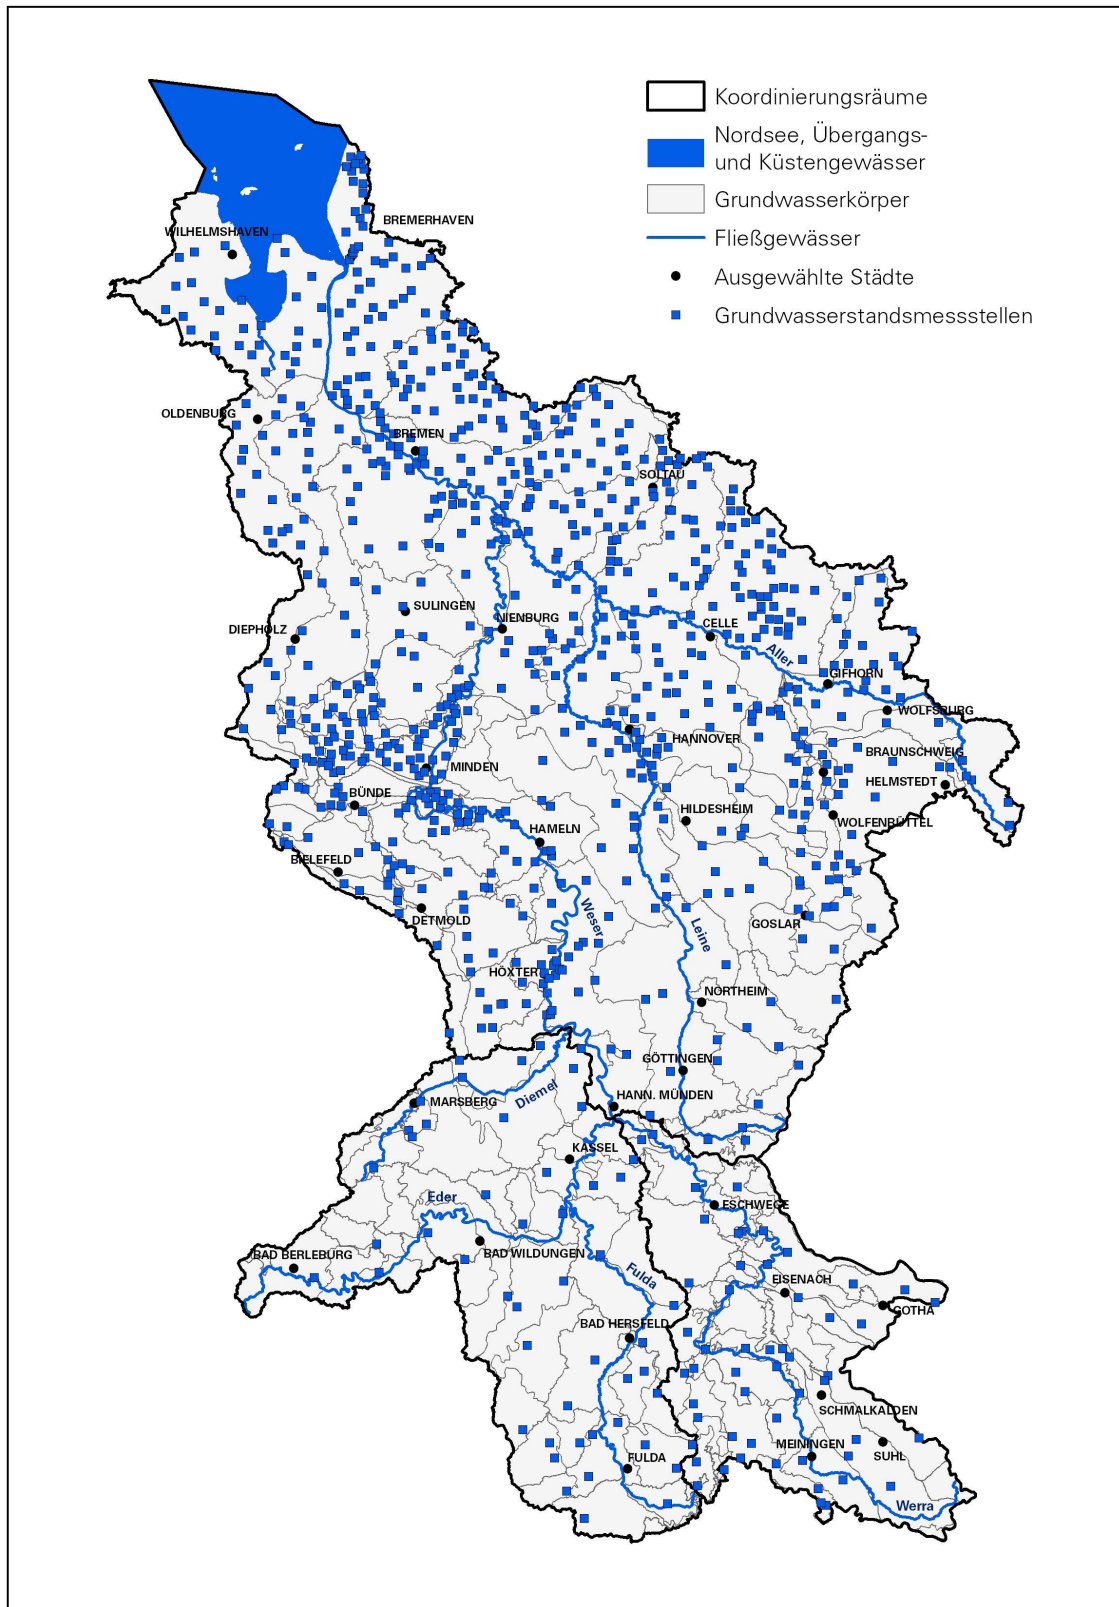 Koordinierungsräume
Nordsee, Übergangs-
und Küstengewässer
Grundwasserkörper
Fließgewässer
Ausgewählte Städte
Grundwasserstandsmessstellen
BREMERHAVEN
WILHELMSHAVEN
OLDENBURG
BREMEN
SOLTAU
SULINGEN
NIENBURG
DIEPHOLZ
CELLE
Aller
GIFHORN
WOLFSBURG
HANNOVER
BRAUNSCHWEIG
MINDEN
HELMSTEDT
BÜNDE
HILDESHEIM
WOLFENBÜTTEL
HAMELN
BIELEFELD
DETMOLD
Weser
Leine
GOSLAR
HÖXTER
NORTHEIM
GÖTTINGEN
Diemel
HANN. MÜNDEN
MARSBERG
KASSEL
Eder
ESCHWEGE
BAD BERLEBURG
BAD WILDUNGEN
Fulda
EISENACH
GOTHA
BAD HERSFELD
SCHMALKALDEN
MEININGEN
SUHL
FULDA
Werra